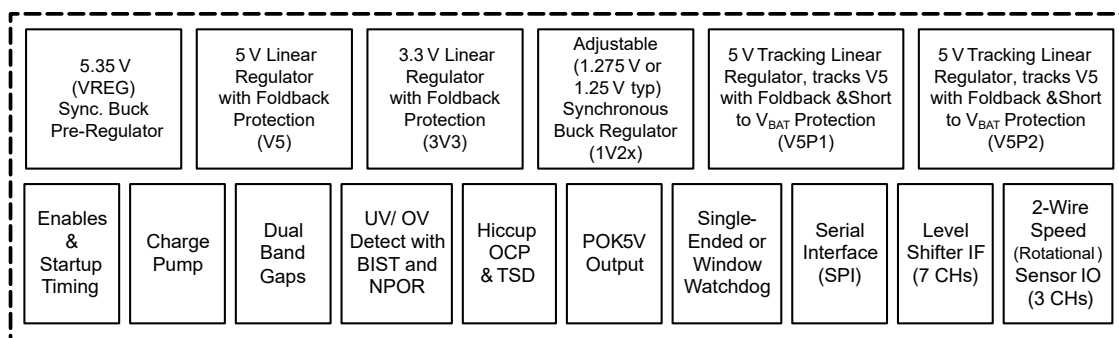 5.35 V
(VREG)
Sync. Buck
Pre-Regulator
5 V Linear
Regulator
with Foldback
Protection
(V5)
3.3 V Linear
Regulator
with Foldback
Protection
(3V3)
Adjustable
(1.275 V or
1.25 V typ)
Synchronous
Buck Regulator
(1V2x)
5 V Tracking Linear
Regulator, tracks V5
with Foldback &Short
to VBAT Protection
(V5P1)
5 V Tracking Linear
Regulator, tracks V5
with Foldback &Short
to VBAT Protection
(V5P2)
Enables
&
Startup
Timing
Charge
Pump
Dual
Band
Gaps
UV/ OV
Detect with
BIST and
NPOR
Hiccup
OCP
& TSD
POK5V
Output
Single-
Ended or
Window
Watchdog
Serial
Interface
(SPI)
Level
Shifter IF
(7 CHs)
2-Wire
Speed
(Rotational)
Sensor IO
(3 CHs)